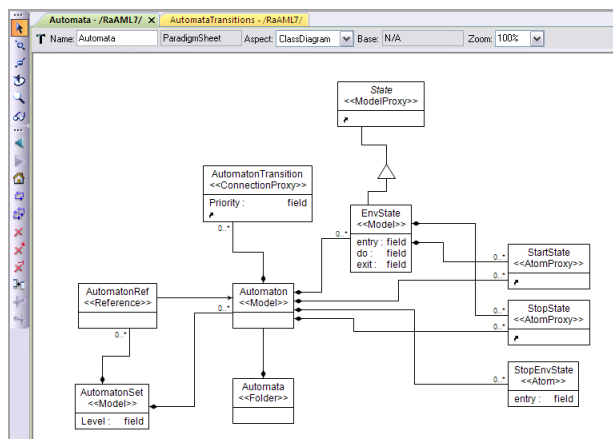 Automata - /RaAML7/ X AutomataTransitions - /RaAML7/
Name: Automata ParadigmSheet Aspect: ClassDiagram Base: N/A Zoom: 100%
State
<<ModelProxy>>
AutomatonTransition
<<ConnectionProxy>>
Priority : field
0..*
EnvState
<<Model>>
entry : field
do : field
exit : field
0..*
StartState
<<AtomProxy>>
0..*
0..*
AutomatonRef
<<Reference>>
0..*
Automaton
<<Model>>
0..*
StopState
<<AtomProxy>>
0..*
0..*
StopEnvState
<<Atom>>
entry : field
0..*
AutomatonSet
<<Model>>
Level : field
Automata
<<Folder>>